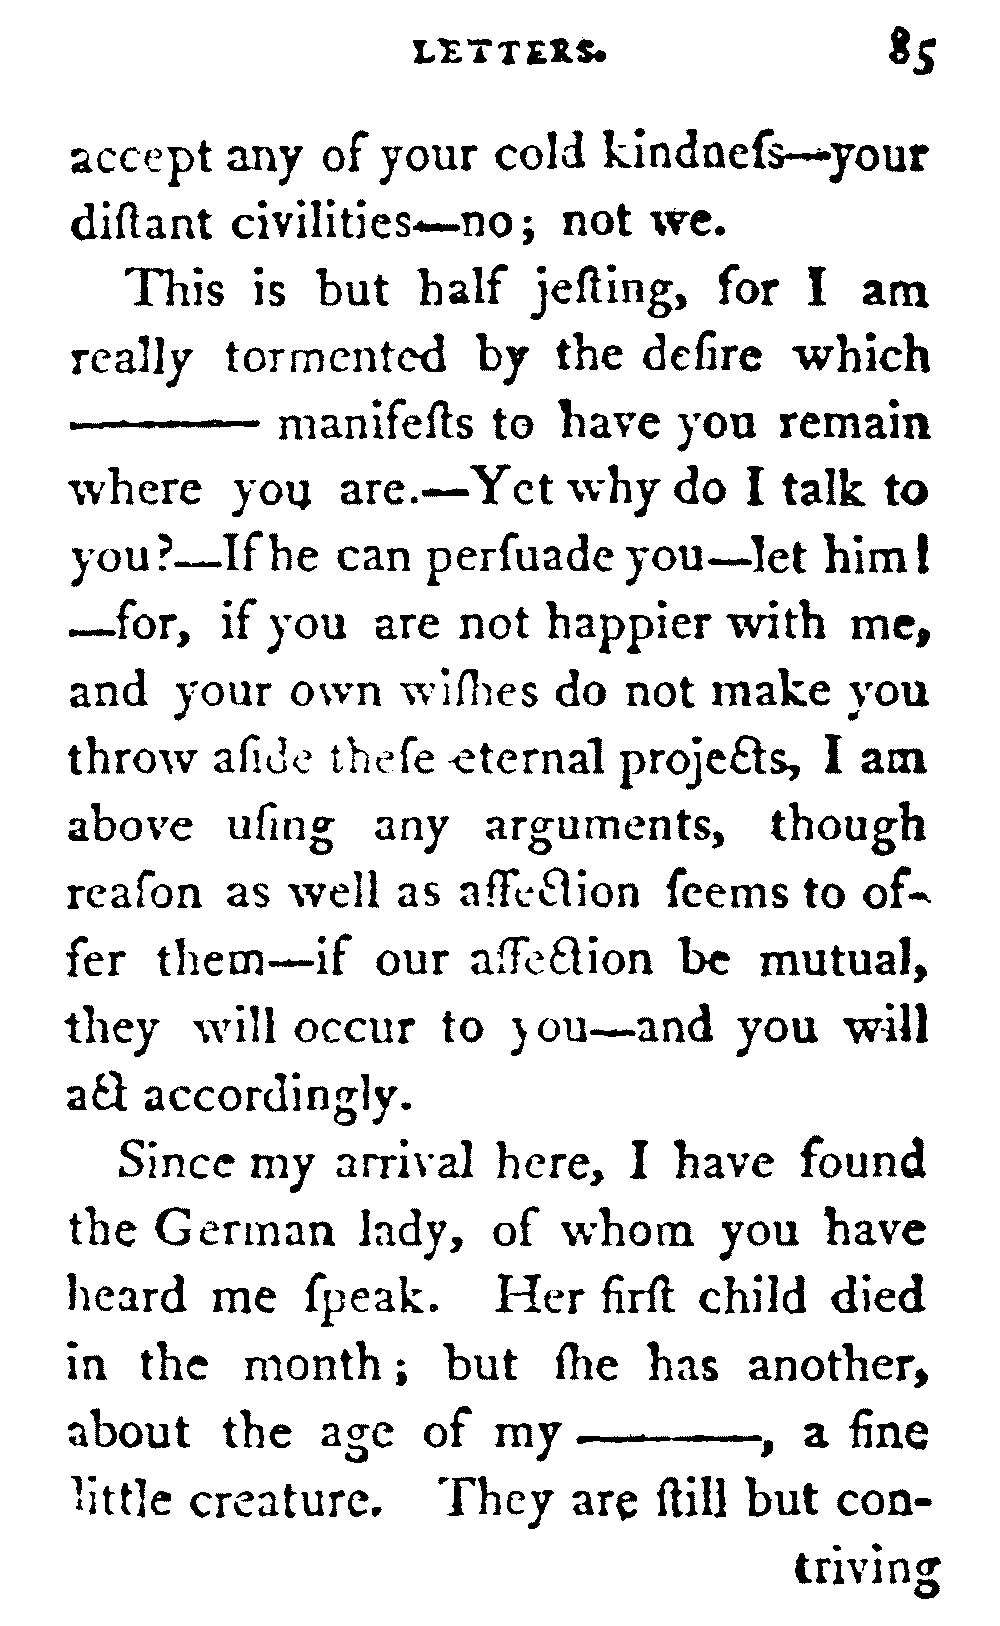 LETTERS. 85
accept any of your cold kindneſs—your
diſtant civilities—no; not we.
This is but half jeſting, for I am
really tormented by the deſire which
——— manifeſts to have you remain
where you are.—Yet why do I talk to
you?—If he can perſuade you—let him!
—for, if you are not happier with me,
and your own wiſhes do not make you
throw aſide theſe eternal projects, I am
above uſing any arguments, though
reaſon as well as affection ſeems to of-
fer them—if our affection be mutual,
they will occur to you—and you will
act accordingly.
Since my arrival here, I have found
the German lady, of whom you have
heard me ſpeak. Her firſt child died
in the month; but ſhe has another,
about the age of my ———, a fine
little creature. They are ſtill but con-
triving